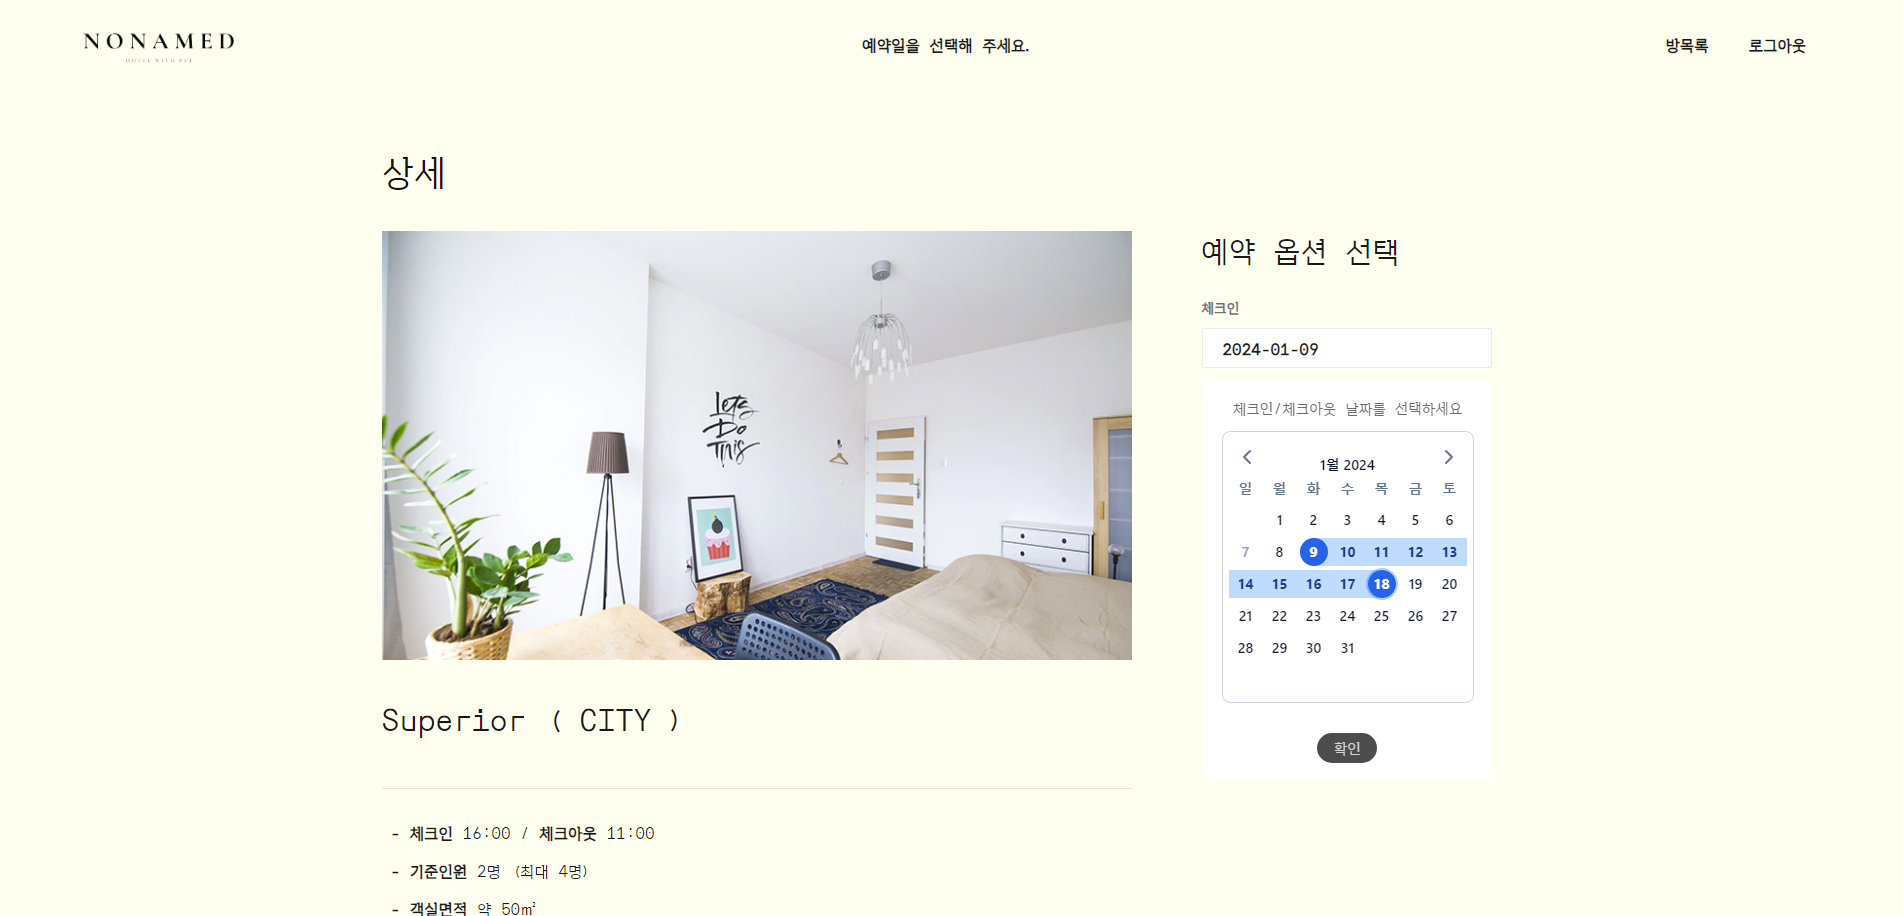 NONAMED
HOTEL WITH PET
예약일을 선택해 주세요.
방목록 로그아웃
상세
Lets
Do
This
예약 옵션 선택
체크인
2024-01-09
체크인/체크아웃 날짜를 선택하세요
1월 2024
일 월 화 수 목 금 토
1 2 3 4 5 6
7 8 9 10 11 12 13
14 15 16 17 18 19 20
21 22 23 24 25 26 27
28 29 30 31
확인
Superior ( CITY )
- 체크인 16:00 / 체크아웃 11:00
- 기준인원 2명 (최대 4명)
- 객실면적 약 50㎡